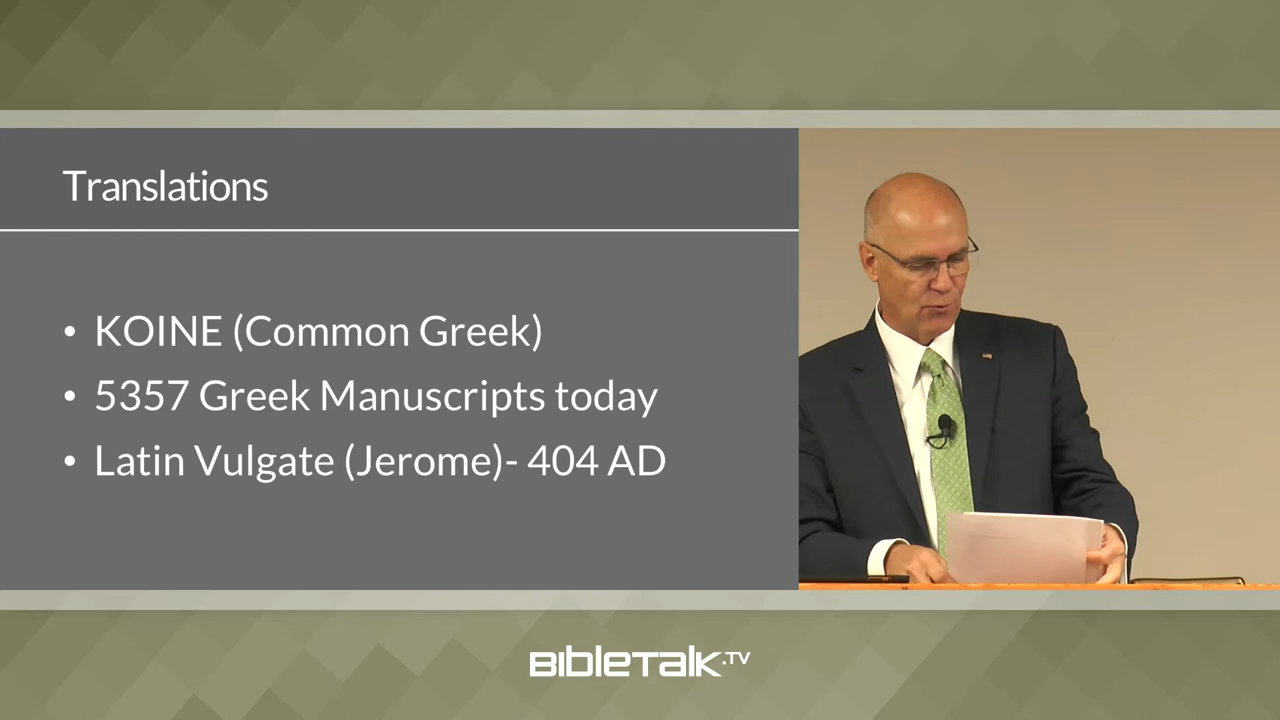 Translations
• KOINE (Common Greek)
• 5357 Greek Manuscripts today
• Latin Vulgate (Jerome)- 404 AD
BIBLETALK.TV